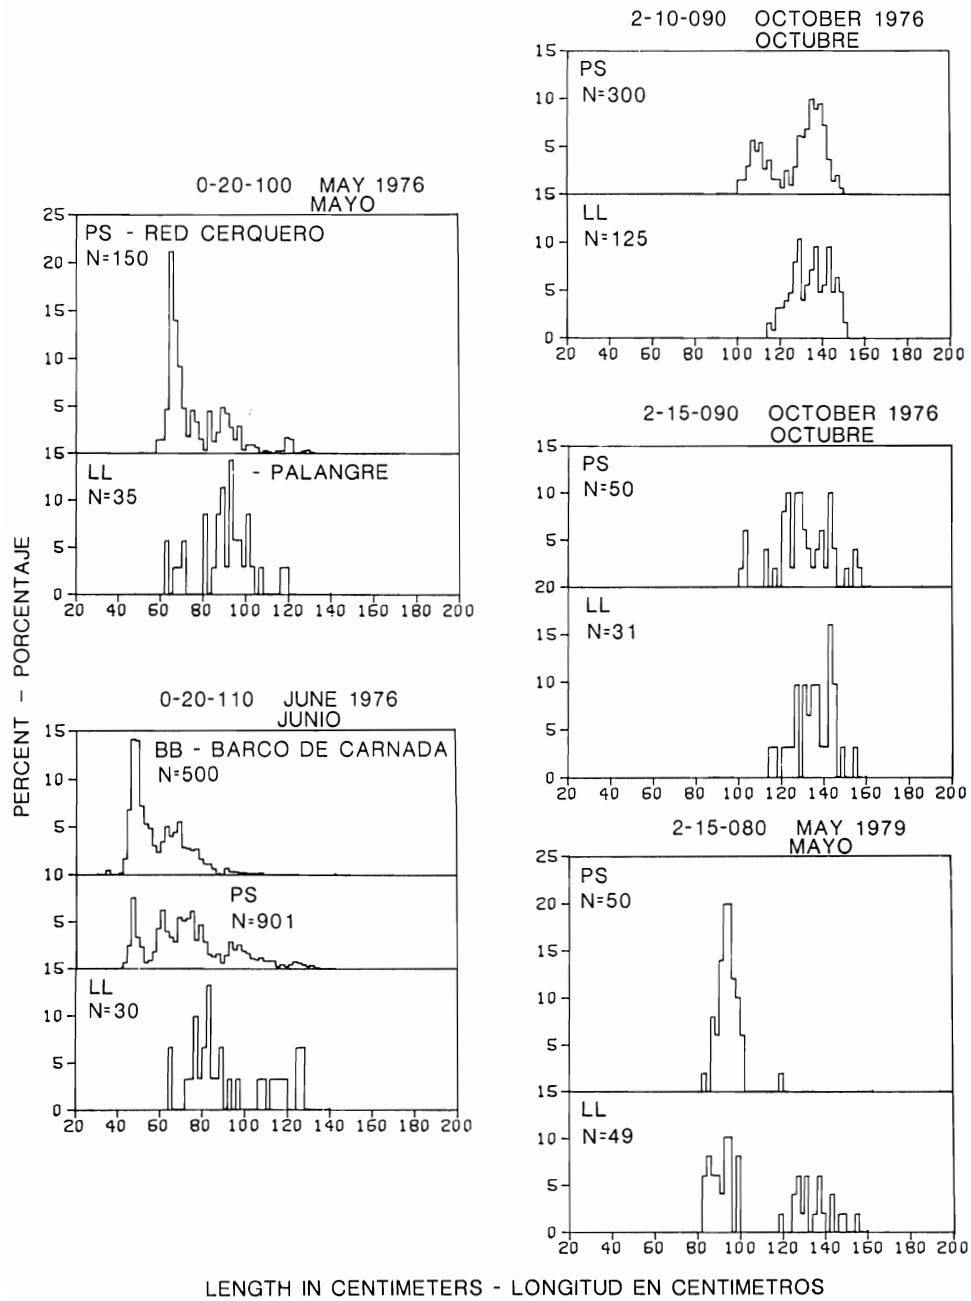 0-20-100 MAY 1976
MAYO
25
PS - RED CERQUERO
N=150
20
15
10
5
15
LL - PALANGRE
N=35
10
5
0
20 40 60 80 100 120 140 160 180 200
0-20-110 JUNE 1976
JUNIO
15
BB - BARCO DE CARNADA
N=500
10
5
10
PS
N=901
5
15
LL
N=30
10
5
0
20 40 60 80 100 120 140 160 180 200
2-10-090 OCTOBER 1976
OCTUBRE
15
PS
N=300
10
5
15
LL
N=125
10
5
0
20 40 60 80 100 120 140 160 180 200
2-15-090 OCTOBER 1976
OCTUBRE
15
PS
N=50
10
5
20
LL
N=31
15
10
5
0
20 40 60 80 100 120 140 160 180 200
2-15-080 MAY 1979
MAYO
25
PS
N=50
20
15
10
5
15
LL
N=49
10
5
0
20 40 60 80 100 120 140 160 180 200
PERCENT - PORCENTAJE
LENGTH IN CENTIMETERS - LONGITUD EN CENTIMETROS